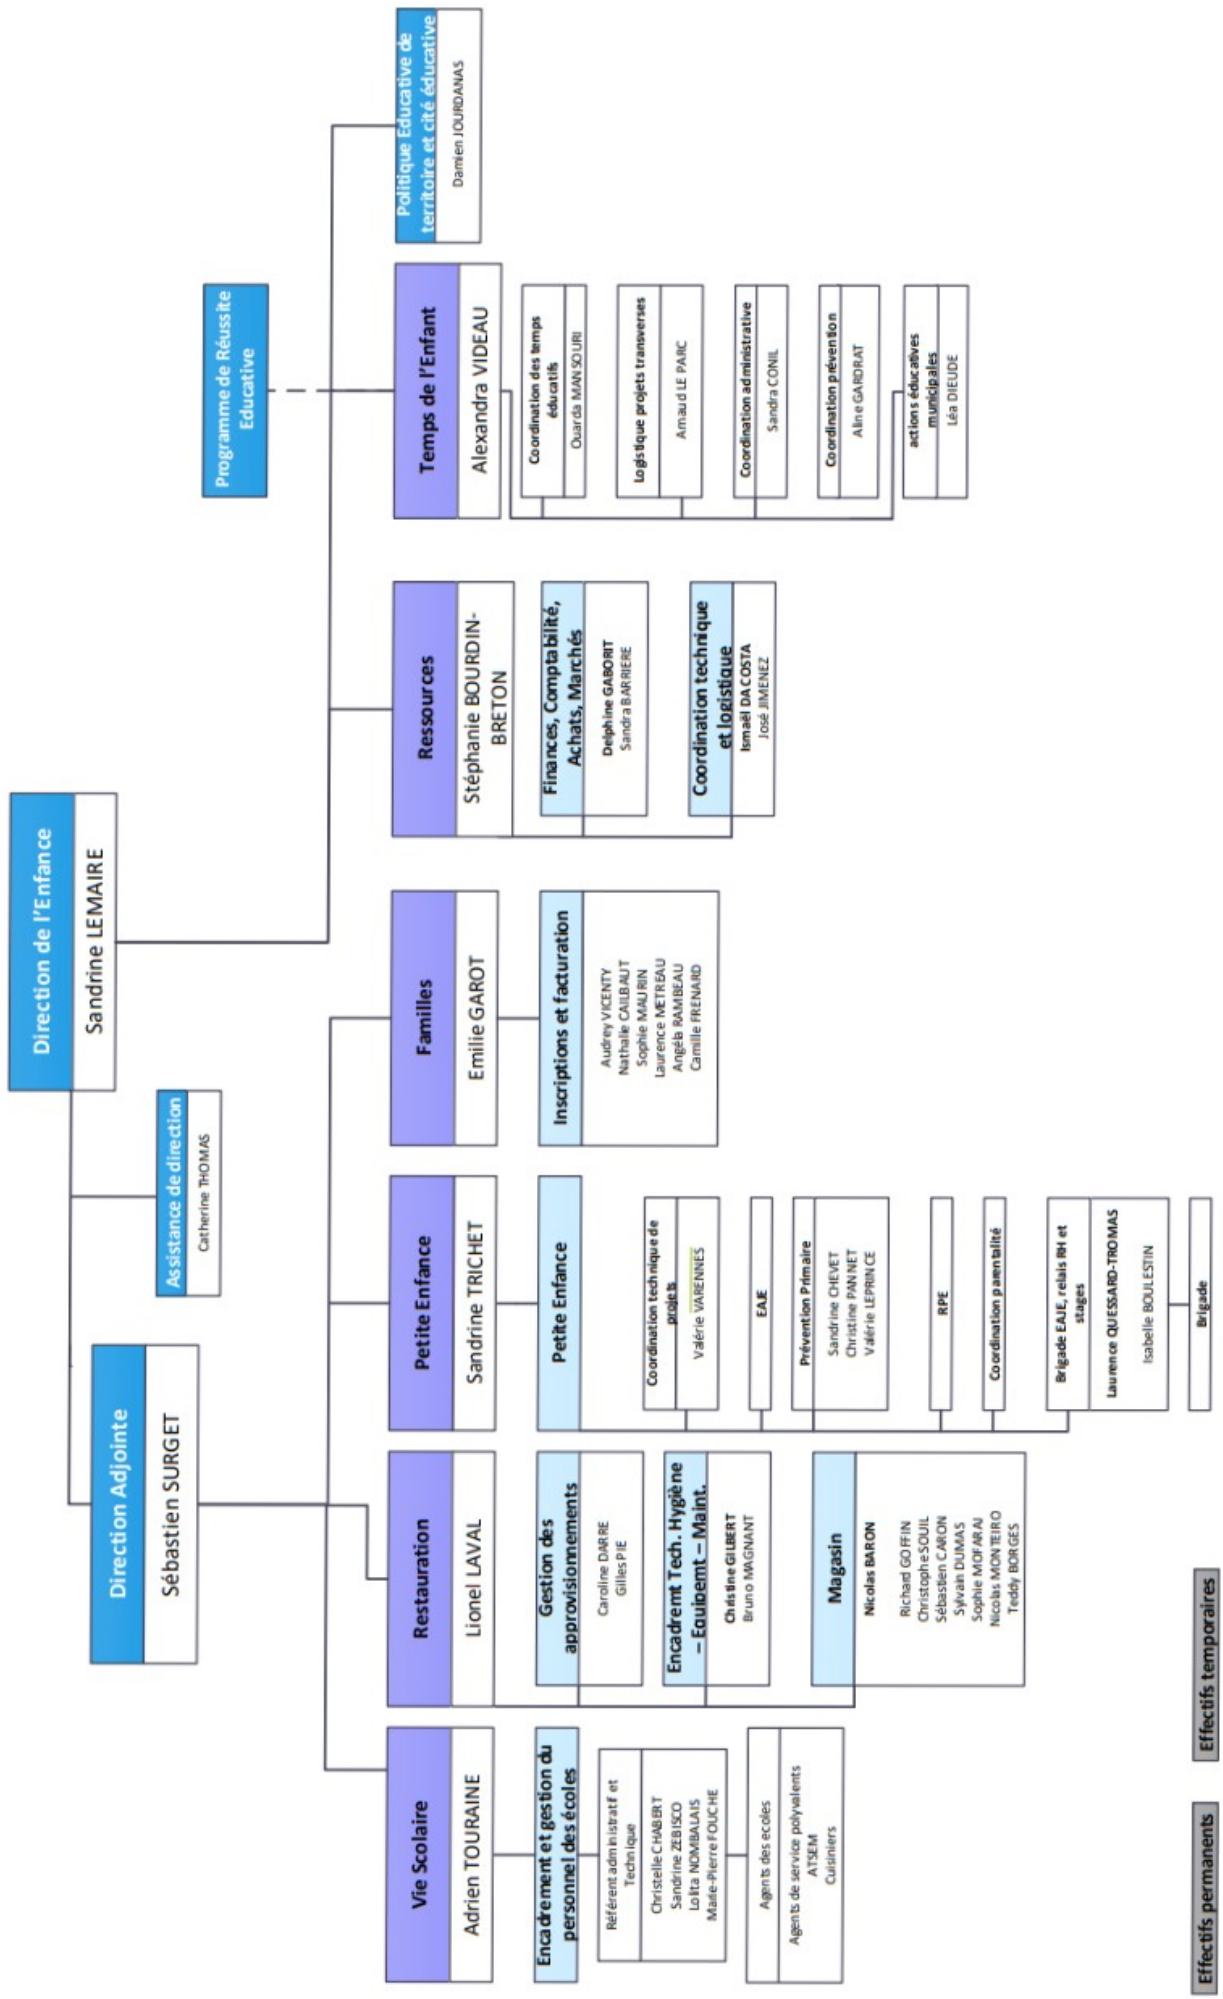 Direction de l'Enfance
Sandrine LEMAIRE
Assistance de direction
Catherine THOMAS
Direction Adjointe
Sébastien SURGET
Programme de Réussite
Educative
Vie Scolaire
Adrien TOURAINE
Encadrement et gestion du
personnel des écoles
Référent administratif et
Technique
Christelle CHABERT
Sandrine ZEBISCO
Lolita NOMBALAIS
Marie-Pierre FOUCHE
Agents des ecoles
Agents de service polyvalents
ATSEM
Cuisiniers
Restauration
Lionel LAVAL
Gestion des
approvisionnements
Caroline DARRE
Gilles PIE
Encadremt Tech. Hygiène
– Equipemt – Maint.
Christine GILBERT
Bruno MAGNANT
Magasin
Nicolas BARON
Richard GOFFIN
Christophe SOUIL
Sébastien CARON
Sylvain DUMAS
Sophie MOFARAJ
Nicolas MONTEIRO
Teddy BORGES
Petite Enfance
Sandrine TRICHET
Petite Enfance
Coordination technique de
projets
Valérie VARENNES
EAJE
Prévention Primaire
Sandrine CHEVET
Christine PANNET
Valérie LEPRINCE
RPE
Coordination parentalité
Brigade EAJE, relais RH et
stages
Laurence QUESSARD-TROMAS
Isabelle BOULESTIN
Brigade
Familles
Emilie GAROT
Inscriptions et facturation
Audrey VICENTY
Nathalie CAILBAUT
Sophie MAURIN
Laurence METREAU
Angéla RAMBEAU
Camille FRENARD
Ressources
Stéphanie BOURDIN-
BRETON
Finances, Comptabilité,
Achats, Marchés
Delphine GABORIT
Sandra BARRIERE
Coordination technique
et logistique
Ismaël DA COSTA
José JIMENEZ
Temps de l'Enfant
Alexandra VIDEAU
Coordination des temps
éducatifs
Ouarda MANSOURI
Logistique projets transverses
Arnaud LE PARC
Coordination administrative
Sandra CONIL
Coordination prévention
Aline GARDRAT
actions éducatives
municipales
Léa DIEUDE
Politique Educative de
territoire et cité éducative
Damien JOURDANAS
Effectifs permanents
Effectifs temporaires